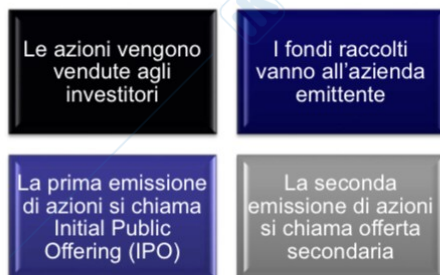 Le azioni vengono
vendute agli
investitori
I fondi raccolti
vanno all'azienda
emittente
La prima emissione
di azioni si chiama
Initial Public
Offering (IPO)
La seconda
emissione di azioni
si chiama offerta
secondaria